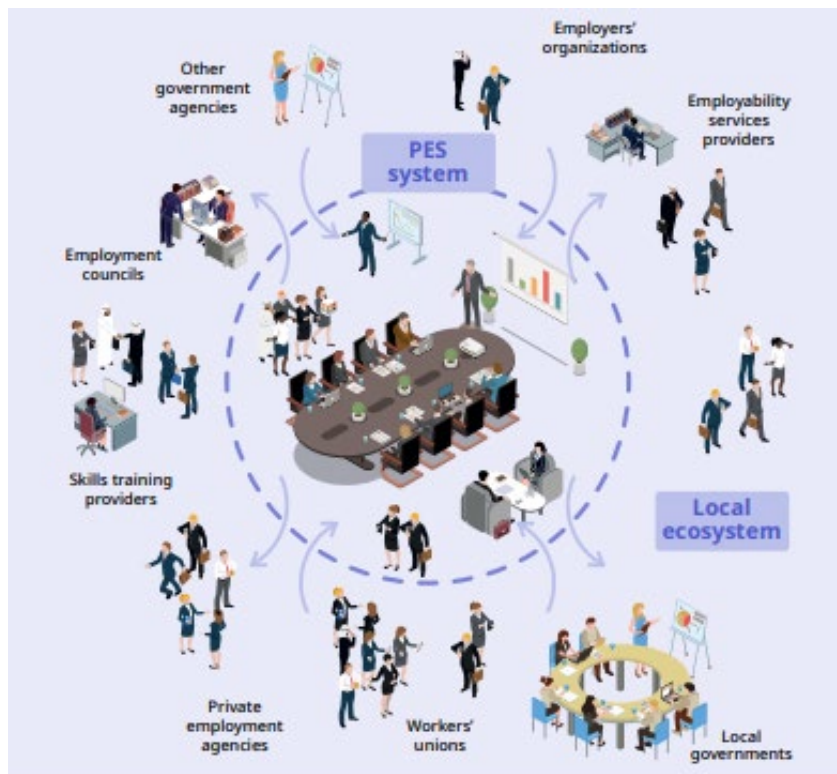 Employers'
organizations
Other
government
agencies
Employability
services
providers
PES
system
Employment
councils
Skills training
providers
Local
ecosystem
Private
employment
agencies
Workers'
unions
Local
governments